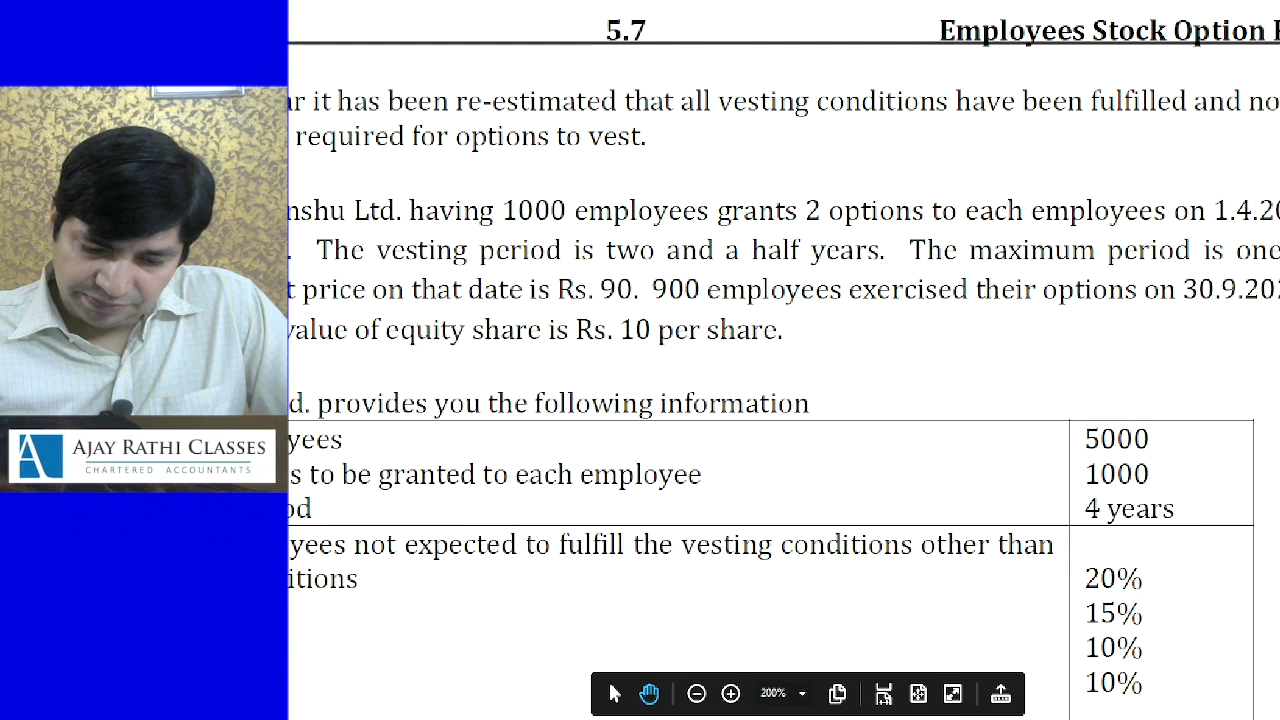 5.7 Employees Stock Option
it has been re-estimated that all vesting conditions have been fulfilled and no
required for options to vest.
Ltd. having 1000 employees grants 2 options to each employees on 1.4.20
. The vesting period is two and a half years. The maximum period is one
price on that date is Rs. 90. 900 employees exercised their options on 30.9.20
value of equity share is Rs. 10 per share.
d. provides you the following information
yees 5000
s to be granted to each employee 1000
od 4 years
yees not expected to fulfill the vesting conditions other than
itions 20%
15%
10%
10%
AJAY RATHI CLASSES
CHARTERED ACCOUNTANTS
200%